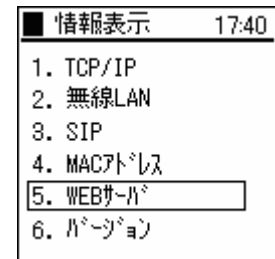 ■ 情報表示 17:40
1. TCP/IP
2. 無線LAN
3. SIP
4. MACｱﾄﾞﾚｽ
5. WEBｻｰﾊﾞ
6. ﾊﾞｰｼﾞｮﾝ